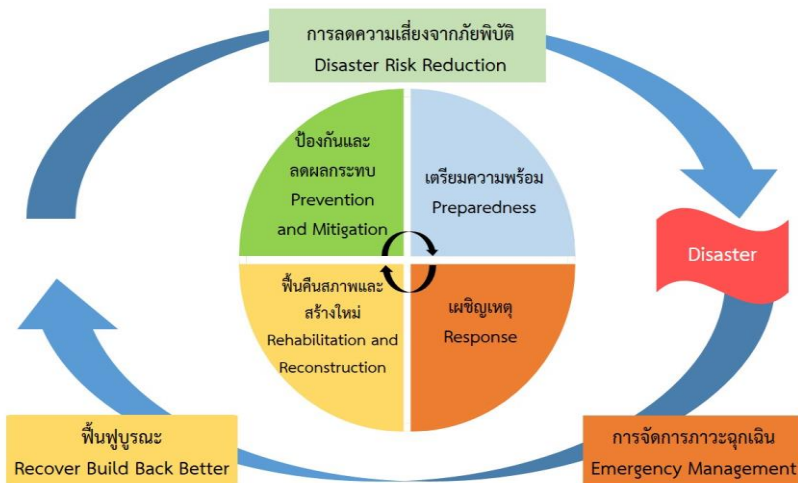 การลดความเสี่ยงจากภัยพิบัติ
Disaster Risk Reduction
ป้องกันและ
ลดผลกระทบ
Prevention
and Mitigation
เตรียมความพร้อม
Preparedness
Disaster
ฟื้นคืนสภาพและ
สร้างใหม่
Rehabilitation and
Reconstruction
เผชิญเหตุ
Response
ฟื้นฟูบูรณะ
Recover Build Back Better
การจัดการภาวะฉุกเฉิน
Emergency Management